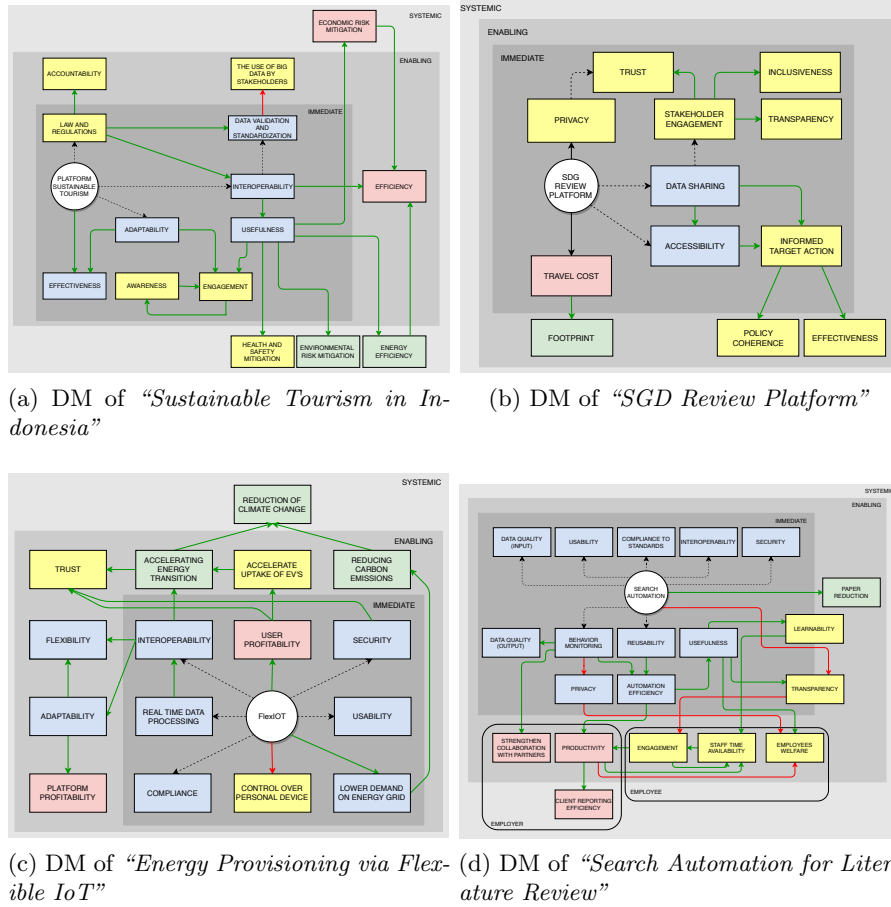 SYSTEMIC
ECONOMIC RISK
MITIGATION
ENABLING
ACCOUNTABILITY
THE USE OF BIG
DATA BY
STAKEHOLDERS
IMMEDIATE
LAW AND
REGULATIONS
DATA VALIDATION
AND
STANDARDIZATION
PLATFORM
SUSTAINABLE
TOURISM
INTEROPERABILITY
EFFICIENCY
ADAPTABILITY
USEFULNESS
EFFECTIVENESS
AWARENESS
ENGAGEMENT
HEALTH AND
SAFETY
MITIGATION
ENVIRONMENTAL
RISK MITIGATION
ENERGY
EFFICIENCY
(a) DM of "Sustainable Tourism in In-
donesia"
SYSTEMIC
ENABLING
IMMEDIATE
TRUST
INCLUSIVENESS
PRIVACY
STAKEHOLDER
ENGAGEMENT
TRANSPARENCY
SDG
REVIEW
PLATFORM
DATA SHARING
ACCESSIBILITY
INFORMED
TARGET ACTION
TRAVEL COST
FOOTPRINT
POLICY
COHERENCE
EFFECTIVENESS
(b) DM of "SGD Review Platform"
SYSTEMIC
REDUCTION OF
CLIMATE CHANGE
ENABLING
TRUST
ACCELERATING
ENERGY
TRANSITION
ACCELERATE
UPTAKE OF EV'S
REDUCING
CARBON
EMISSIONS
IMMEDIATE
FLEXIBILITY
INTEROPERABILITY
USER
PROFITABILITY
SECURITY
ADAPTABILITY
REAL TIME DATA
PROCESSING
FlexIOT
USABILITY
PLATFORM
PROFITABILITY
COMPLIANCE
CONTROL OVER
PERSONAL DEVICE
LOWER DEMAND
ON ENERGY GRID
(c) DM of "Energy Provisioning via Flex-
ible IoT"
SYSTEMIC
ENABLING
IMMEDIATE
DATA QUALITY
(INPUT)
USABILITY
COMPLIANCE TO
STANDARDS
INTEROPERABILITY
SECURITY
SEARCH
AUTOMATION
PAPER
REDUCTION
LEARNABILITY
DATA QUALITY
(OUTPUT)
BEHAVIOR
MONITORING
REUSABILITY
USEFULNESS
PRIVACY
AUTOMATION
EFFICIENCY
TRANSPARENCY
STRENGTHEN
COLLABORATION
WITH PARTNERS
PRODUCTIVITY
ENGAGEMENT
STAFF TIME
AVAILABILITY
EMPLOYEES
WELFARE
EMPLOYEE
CLIENT REPORTING
EFFICIENCY
EMPLOYER
(d) DM of "Search Automation for Liter-
ature Review"